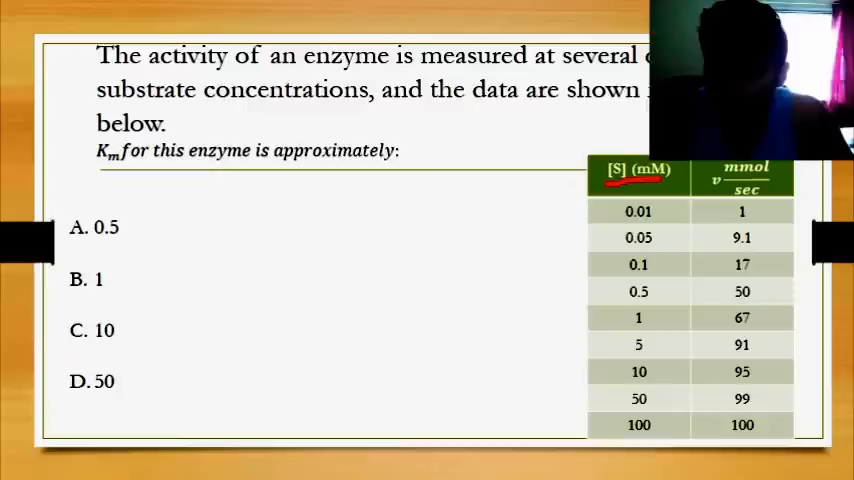 The activity of an enzyme is measured at several
substrate concentrations, and the data are shown
below.
K_m for this enzyme is approximately:
[S] (mM) v mmol/sec
0.01 1
A. 0.5
0.05 9.1
0.1 17
B. 1
0.5 50
1 67
C. 10
5 91
10 95
D. 50
50 99
100 100